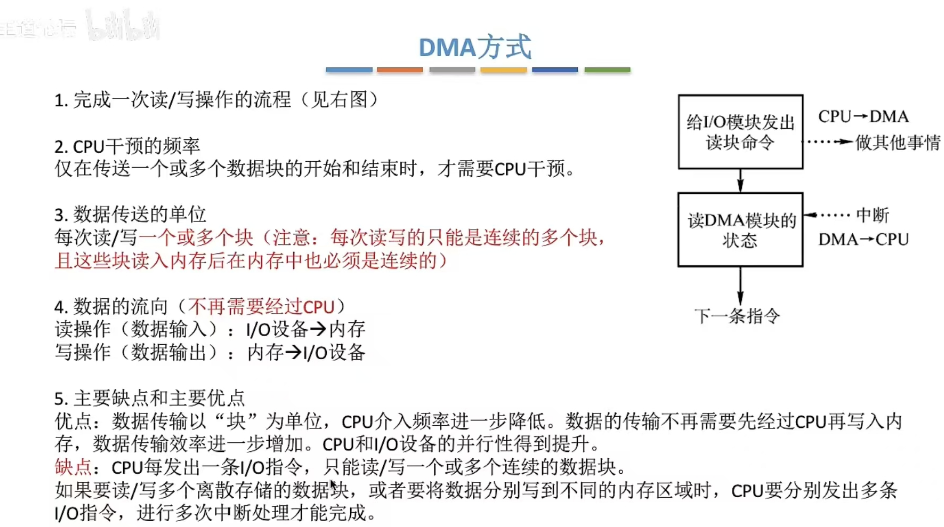 bilibili
DMA方式
1. 完成一次读/写操作的流程（见右图）
2. CPU干预的频率
仅在传送一个或多个数据块的开始和结束时，才需要CPU干预。
3. 数据传送的单位
每次读/写一个或多个块（注意：每次读写的只能是连续的多个块，
且这些块读入内存后在内存中也必须是连续的）
4. 数据的流向（不再需要经过CPU）
读操作（数据输入）：I/O设备→内存
写操作（数据输出）：内存→I/O设备
5. 主要缺点和主要优点
优点：数据传输以“块”为单位，CPU介入频率进一步降低。数据的传输不再需要先经过CPU再写入内
存，数据传输效率进一步增加。CPU和I/O设备的并行性得到提升。
缺点：CPU每发出一条I/O指令，只能读/写一个或多个连续的数据块。
如果要读/写多个离散存储的数据块，或者要将数据分别写到不同的内存区域时，CPU要分别发出多条
I/O指令，进行多次中断处理才能完成。
给I/O模块发出
读块命令
CPU→DMA
做其他事情
读DMA模块的
状态
中断
DMA→CPU
下一条指令